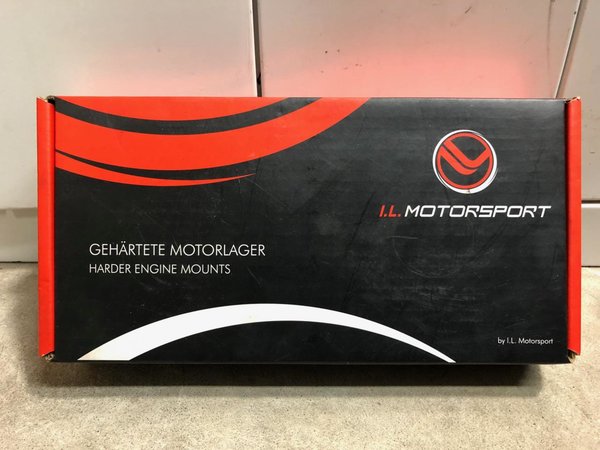 I.L. MOTORSPORT
GEHÄRTETE MOTORLAGER
HARDER ENGINE MOUNTS
by I.L. Motorsport